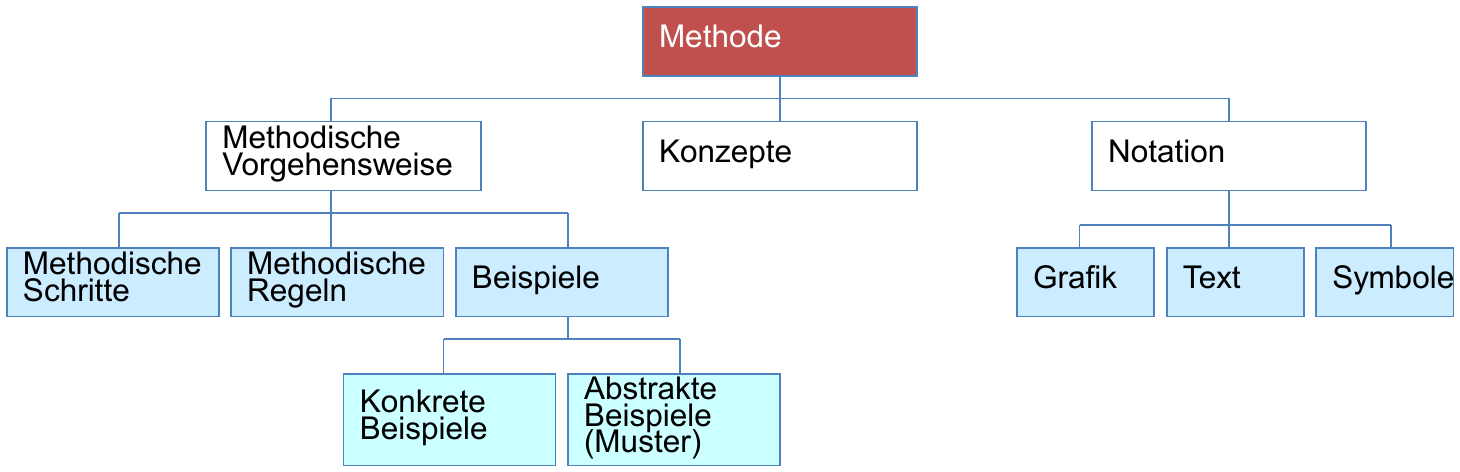 Methode
Methodische
Vorgehensweise
Konzepte
Notation
Methodische
Schritte
Methodische
Regeln
Beispiele
Grafik
Text
Symbole
Konkrete
Beispiele
Abstrakte
Beispiele
(Muster)